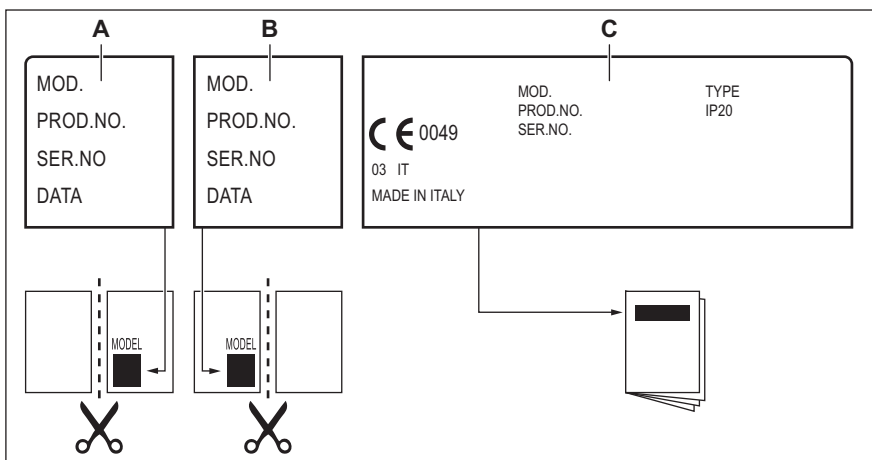 A
B
C
MOD.
PROD.NO.
SER.NO
DATA
MOD.
PROD.NO.
SER.NO
DATA
MOD.
PROD.NO.
SER.NO.
TYPE
IP20
CE 0049
03 IT
MADE IN ITALY
MODEL
MODEL